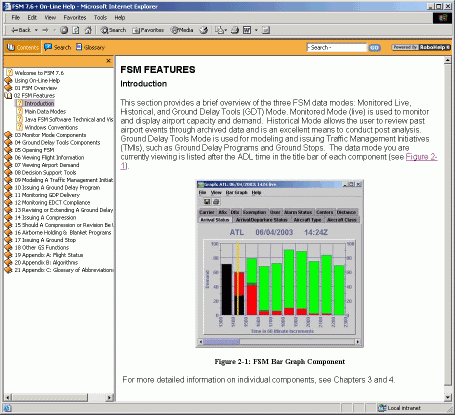 FSM 7.6+ On-Line Help - Microsoft Internet Explorer
File Edit View Favorites Tools Help
Back Search Favorites Media
Contents Search Glossary - Search - GO Powered By RoboHelp
Welcome to FSM 7.6
Using On-Line Help
01 FSM Overview
02 FSM Features
Introduction
Main Data Modes
Java FSM Software Technical and Vis
Windows Conventions
03 Monitor Mode Components
04 Ground Delay Tools Components
05 Opening FSM
06 Viewing Flight Information
07 Viewing Airport Demand
08 Decision Support Tools
09 Modeling A Traffic Management Initiati
10 Issuing A Ground Delay Program
11 Monitoring GDP Delivery
12 Monitoring EDCT Compliance
13 Revising or Extending A Ground Delay
14 Issuing A Compression
15 Should A Compression or Revision Be
16 Airborne Holding & Blanket Programs
17 Issuing A Ground Stop
18 Other GS Functions
19 Appendix A: Flight Status
20 Appendix B: Algorithms
21 Appendix C: Glossary of Abbreviations
FSM FEATURES
Introduction
This section provides a brief overview of the three FSM data modes: Monitored Live,
Historical, and Ground Delay Tools (GDT) Mode. Monitored Mode (live) is used to monitor
and display airport capacity and demand. Historical Mode allows the user to review past
airport events through archived data and is an excellent means to conduct post analysis.
Ground Delay Tools Mode is used for modeling and issuing Traffic Management Initiatives
(TMIs), such as Ground Delay Programs and Ground Stops. The data mode you are
currently viewing is listed after the ADL time in the title bar of each component (see Figure 2-
1).
Graph: ATL 06/04/2003 1424 live
File View Bar Graph Help
Carrier Afix Dfix Exemption User Alarm Status Centers Distance
Arrival Status Arrival/Departure Status Aircraft Type Aircraft Class
ATL 06/04/2003 14:24Z
Demand
Time in 60 Minute Increments
Figure 2-1: FSM Bar Graph Component
For more detailed information on individual components, see Chapters 3 and 4.
Local intranet